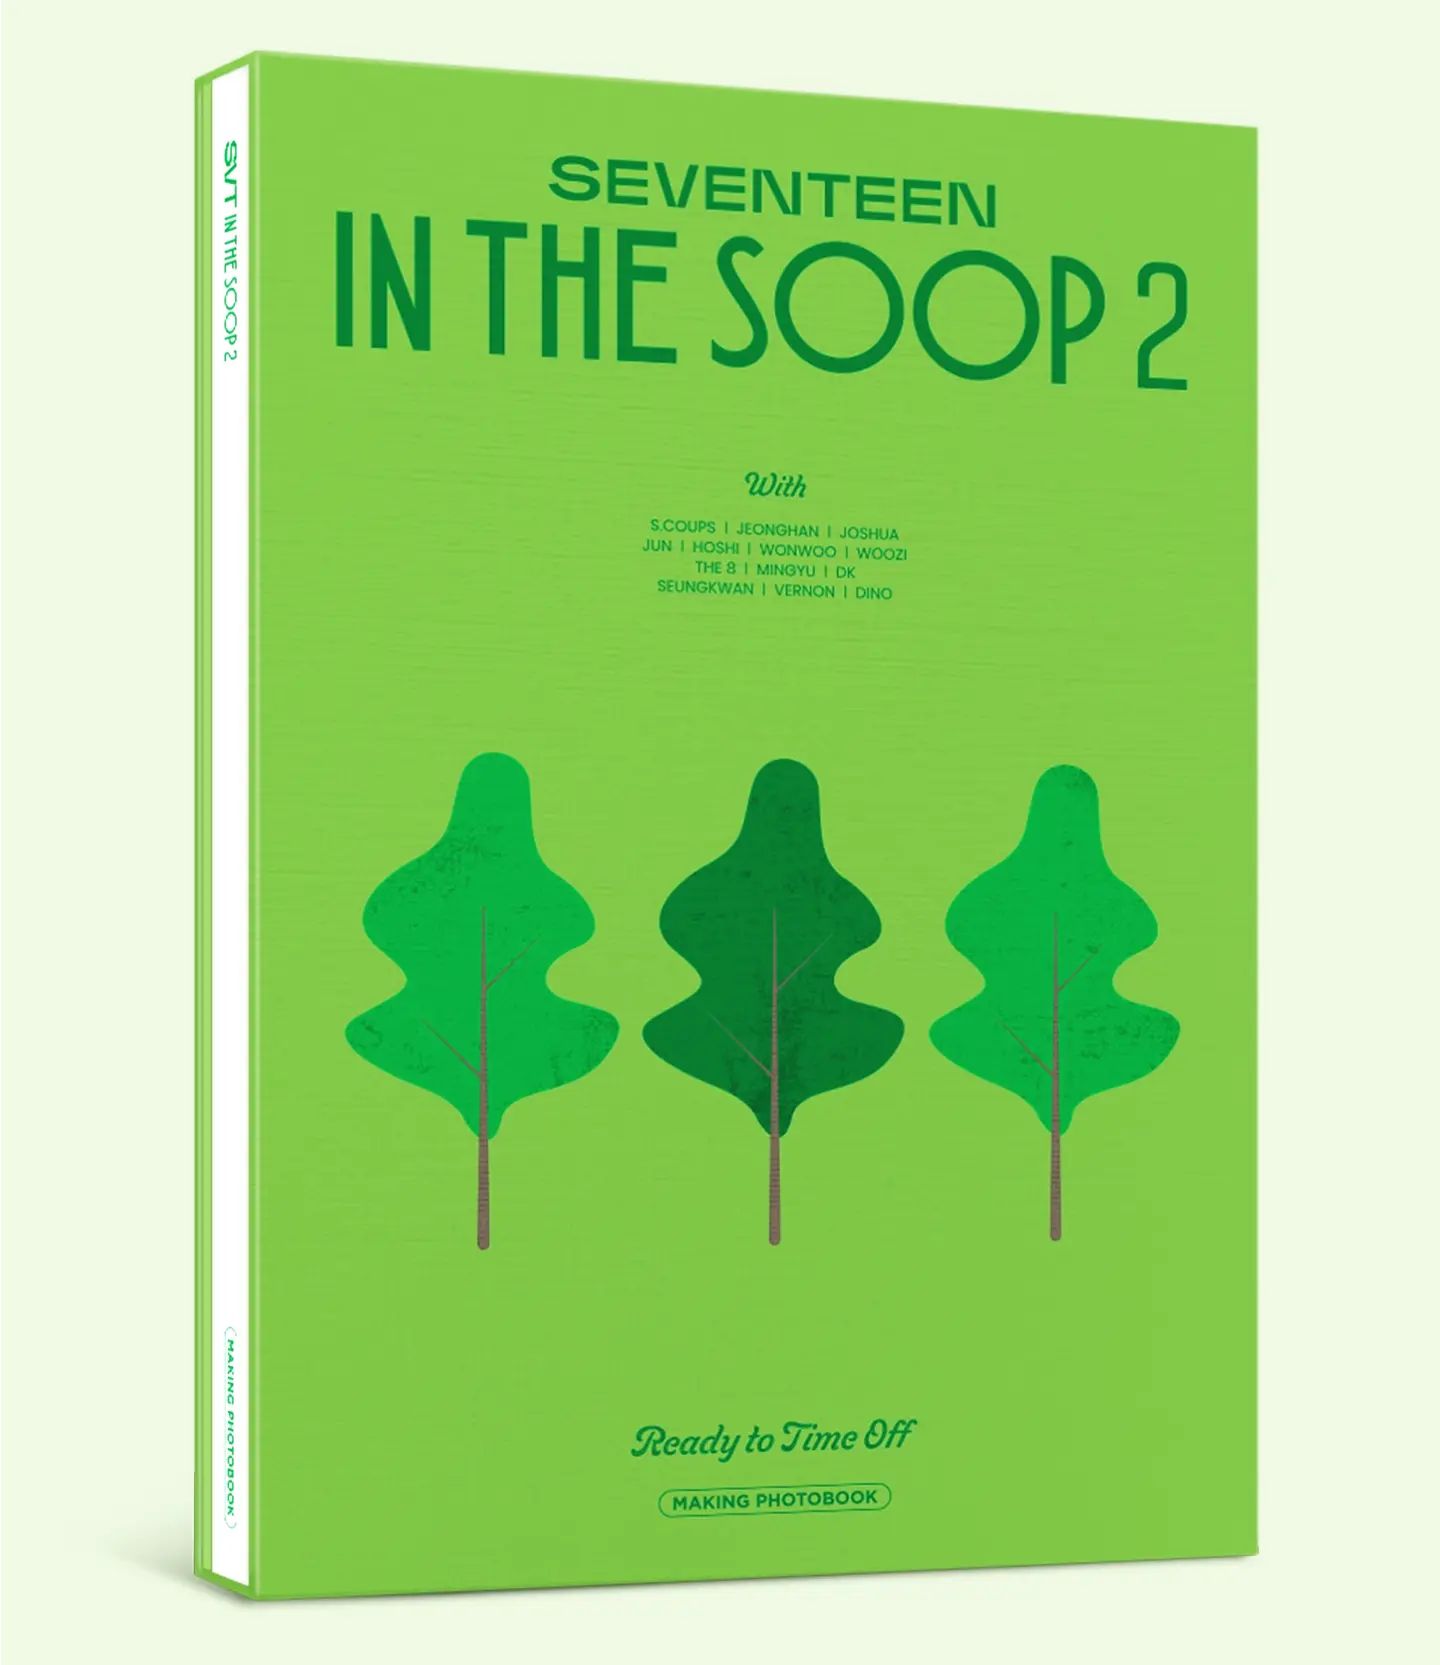 SVT IN THE SOOP 2
(MAKING PHOTOBOOK)
SEVENTEEN
IN THE SOOP 2
With
S.COUPS | JEONGHAN | JOSHUA
JUN | HOSHI | WONWOO | WOOZI
THE 8 | MINGYU | DK
SEUNGKWAN | VERNON | DINO
Ready to Time Off
MAKING PHOTOBOOK